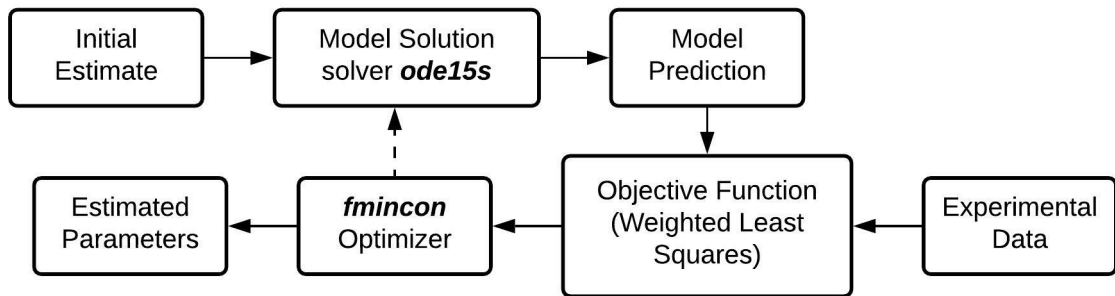 Initial
Estimate
Model Solution
solver ode15s
Model
Prediction
Estimated
Parameters
fmincon
Optimizer
Objective Function
(Weighted Least
Squares)
Experimental
Data